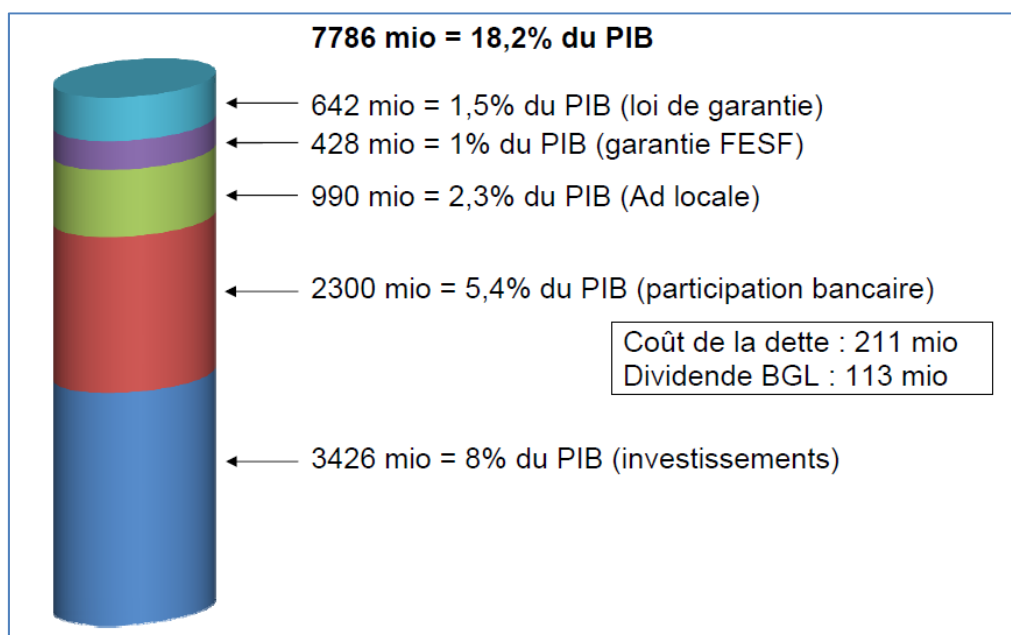 7786 mio = 18,2% du PIB
642 mio = 1,5% du PIB (loi de garantie)
428 mio = 1% du PIB (garantie FESF)
990 mio = 2,3% du PIB (Ad locale)
2300 mio = 5,4% du PIB (participation bancaire)
Coût de la dette : 211 mio
Dividende BGL : 113 mio
3426 mio = 8% du PIB (investissements)